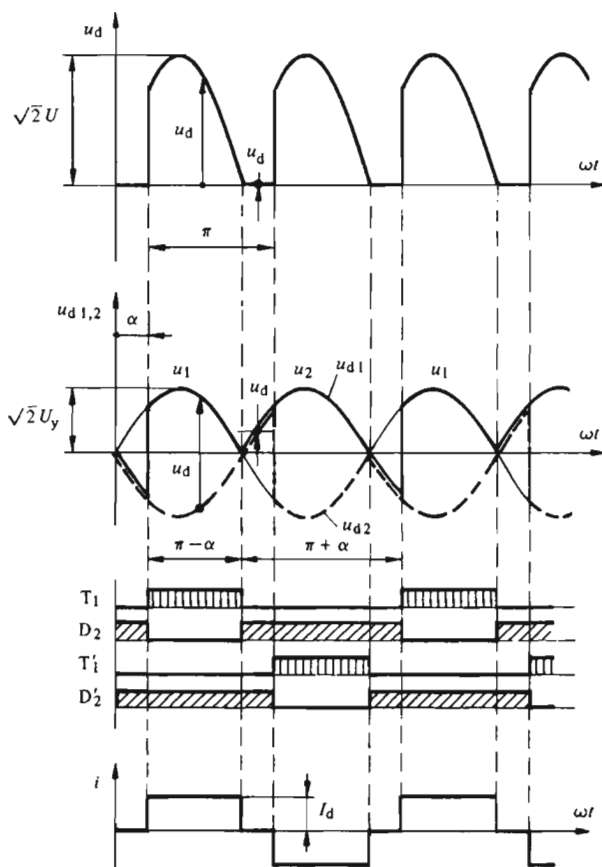 u_d
√2 U
u_d
u_d
ωt
π
u_d 1,2
α
u_1
u_2
u_d1
u_1
u_d
√2 U_y
u_d
ωt
u_d2
π − α
π + α
T_1
D_2
T'_1
D'_2
i
I_d
ωt